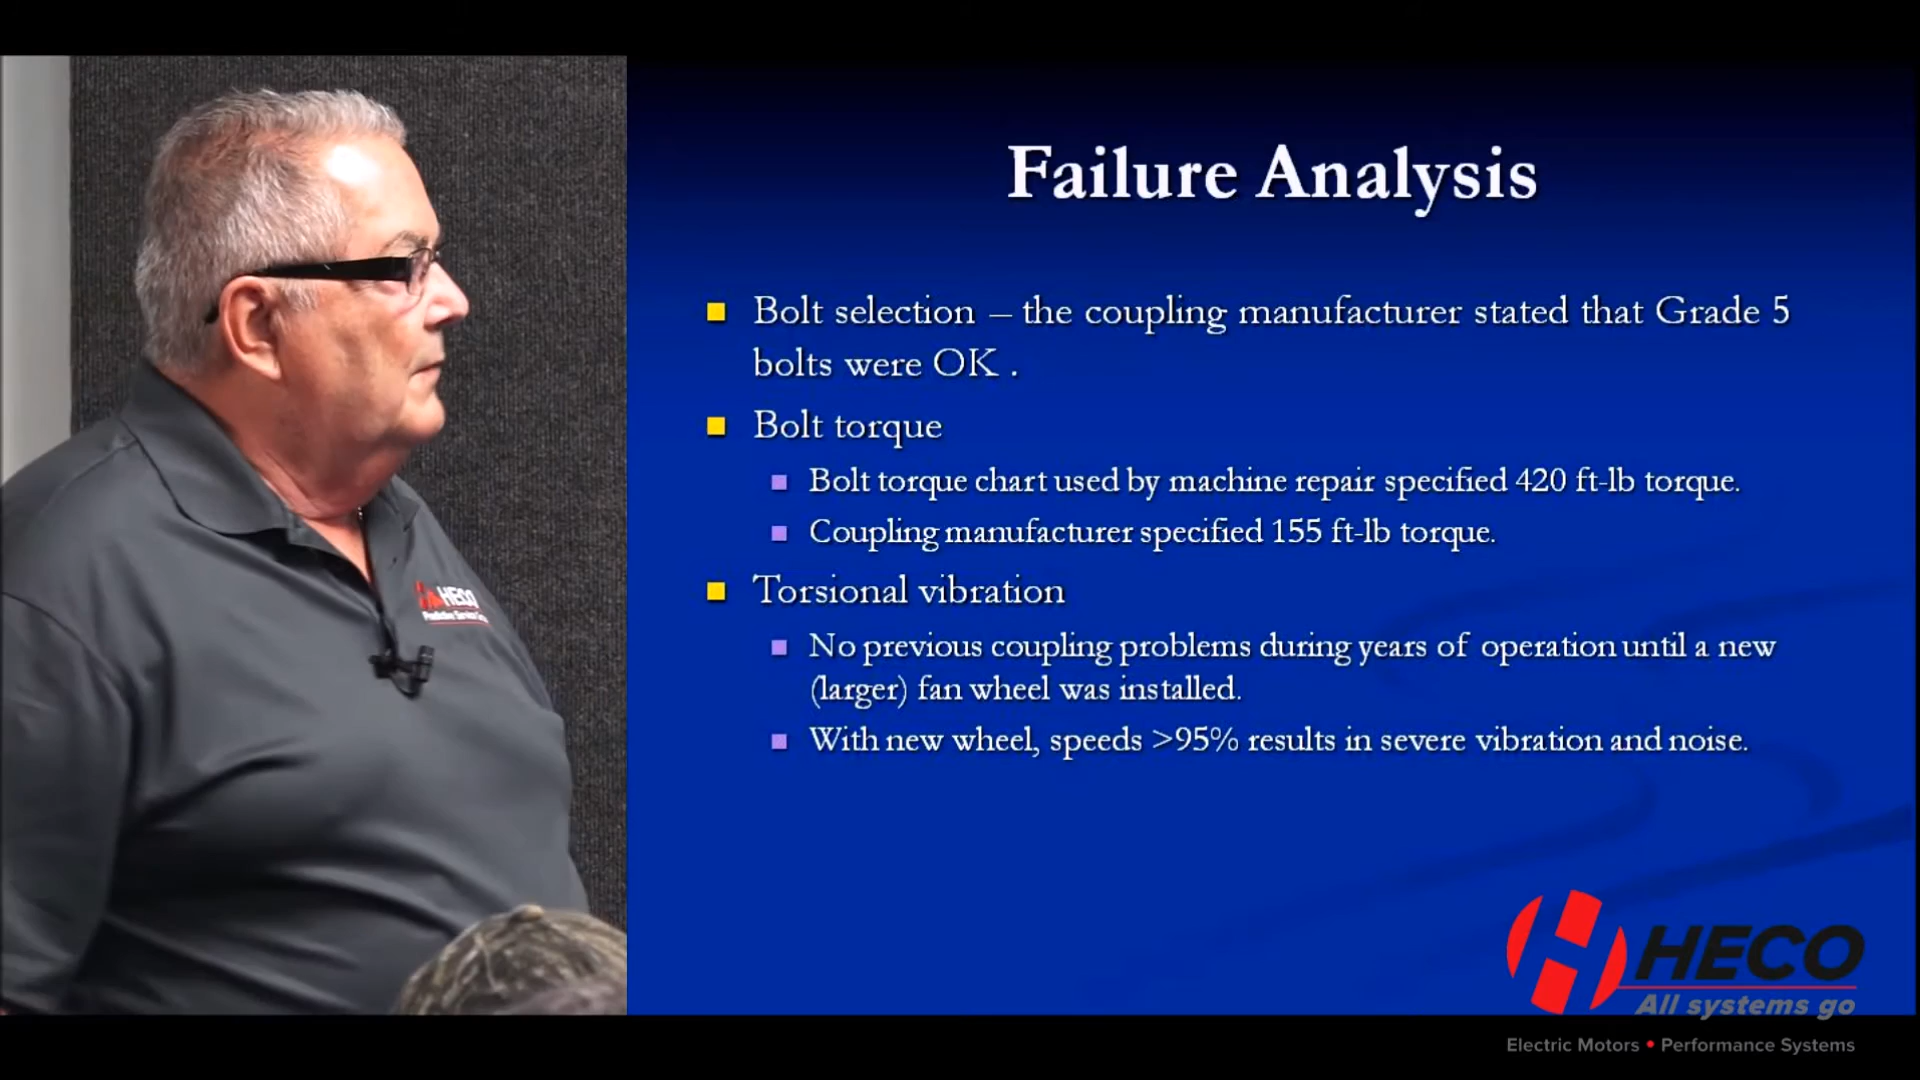 Failure Analysis
Bolt selection – the coupling manufacturer stated that Grade 5
bolts were OK .
Bolt torque
Bolt torque chart used by machine repair specified 420 ft-lb torque.
Coupling manufacturer specified 155 ft-lb torque.
Torsional vibration
No previous coupling problems during years of operation until a new
(larger) fan wheel was installed.
With new wheel, speeds >95% results in severe vibration and noise.
HECO
HECO
All systems go
Electric Motors • Performance Systems